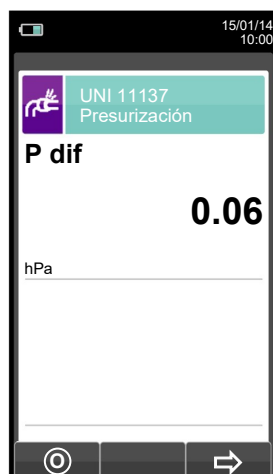 15/01/14
10:00
UNI 11137
Presurización
P dif
0.06
hPa